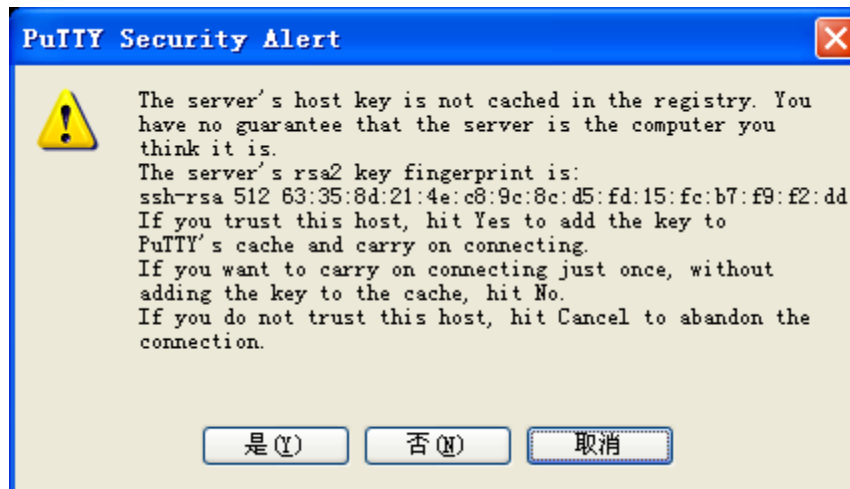 PuTTY Security Alert
The server's host key is not cached in the registry. You
have no guarantee that the server is the computer you
think it is.
The server's rsa2 key fingerprint is:
ssh-rsa 512 63:35:8d:21:4e:c8:9c:8c:d5:fd:15:fc:b7:f9:f2:dd
If you trust this host, hit Yes to add the key to
PuTTY's cache and carry on connecting.
If you want to carry on connecting just once, without
adding the key to the cache, hit No.
If you do not trust this host, hit Cancel to abandon the
connection.
是(Y) 否(N) 取消